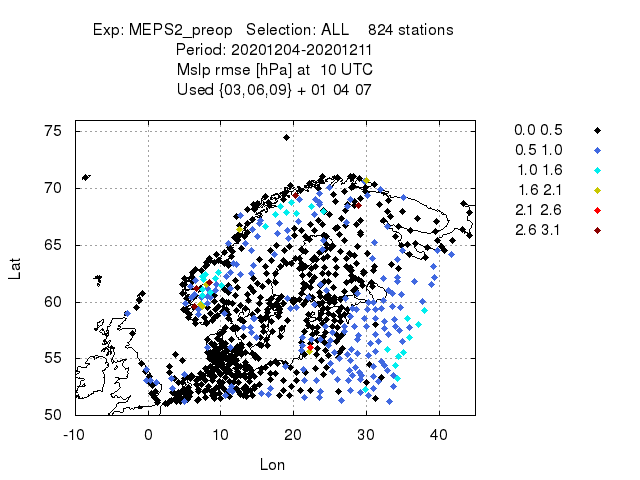 Exp: MEPS2_preop   Selection: ALL    824 stations
Period: 20201204-20201211
Mslp rmse [hPa] at  10 UTC
Used {03,06,09} + 01 04 07
75
70
65
60
55
50
Lat
-10 0 10 20 30 40
Lon
0.0 0.5
0.5 1.0
1.0 1.6
1.6 2.1
2.1 2.6
2.6 3.1